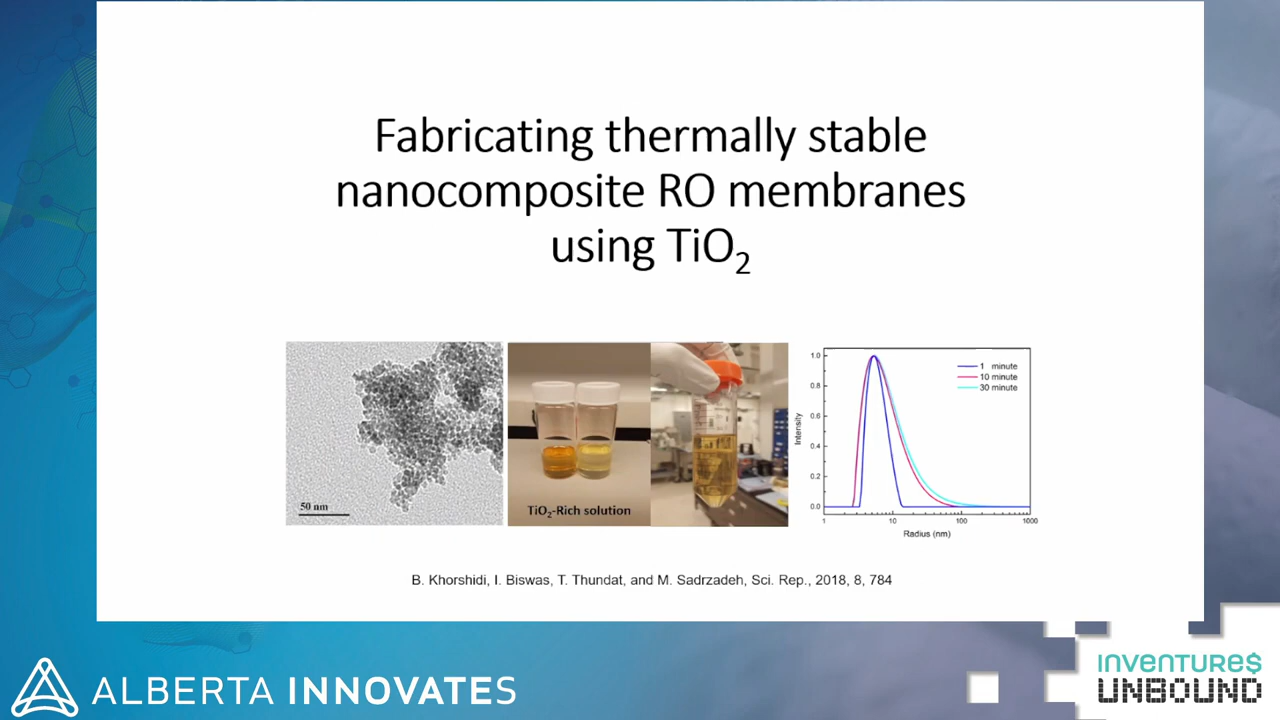 Fabricating thermally stable
nanocomposite RO membranes
using TiO₂
50 nm
TiO₂-Rich solution
Intensity
1.0
0.8
0.6
0.4
0.2
0.0
1 minute
10 minute
30 minute
1 10 100 1000
Radius (nm)
B. Khorshidi, I. Biswas, T. Thundat, and M. Sadrzadeh, Sci. Rep., 2018, 8, 784
ALBERTA INNOVATES
INVENTURE$
UNBOUND